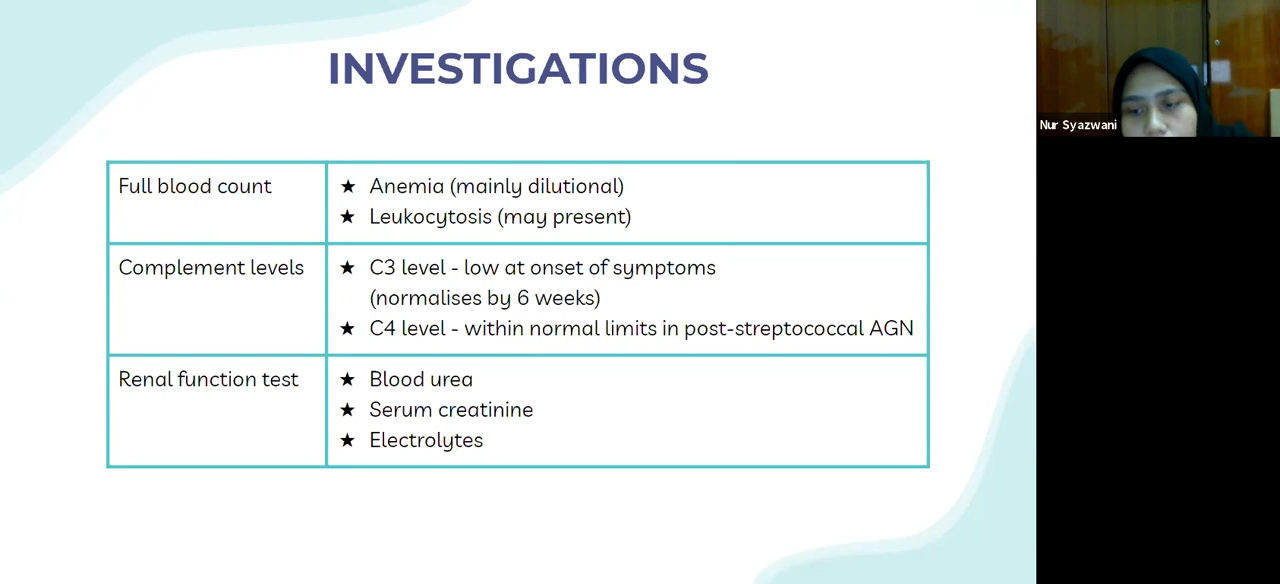 INVESTIGATIONS
Full blood count
★ Anemia (mainly dilutional)
★ Leukocytosis (may present)
Complement levels
★ C3 level - low at onset of symptoms
(normalises by 6 weeks)
★ C4 level - within normal limits in post-streptococcal AGN
Renal function test
★ Blood urea
★ Serum creatinine
★ Electrolytes
Nur Syazwani